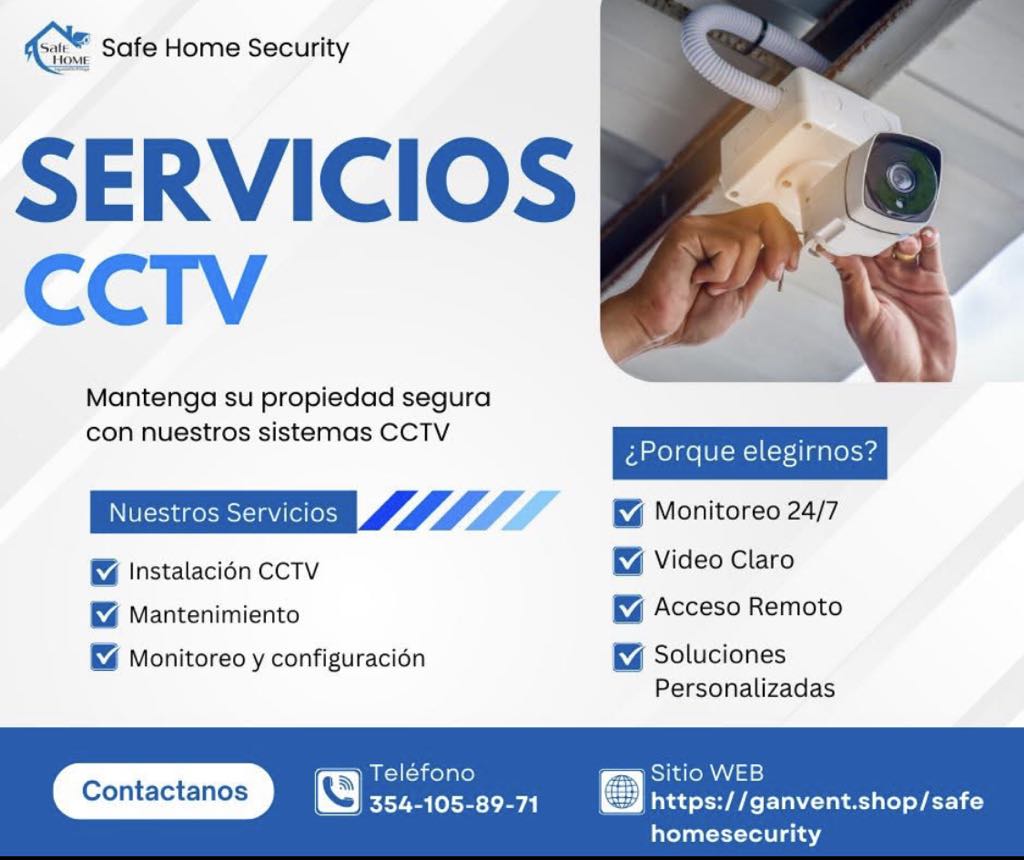 Safe
HOME
Safe Home Security
SERVICIOS
CCTV
Mantenga su propiedad segura
con nuestros sistemas CCTV
Nuestros Servicios
Instalación CCTV
Mantenimiento
Monitoreo y configuración
¿Porque elegirnos?
Monitoreo 24/7
Video Claro
Acceso Remoto
Soluciones
Personalizadas
Contactanos
Teléfono
354-105-89-71
Sitio WEB
https://ganvent.shop/safe
homesecurity